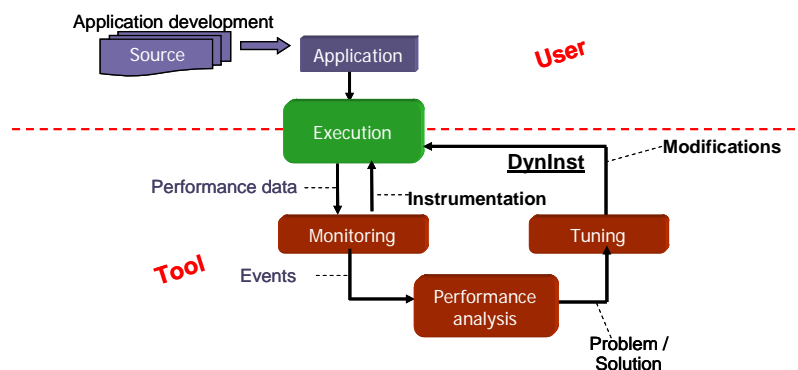 Application development
Source
Application
User
Execution
DynInst
Modifications
Performance data
Instrumentation
Monitoring
Tuning
Tool
Events
Performance
analysis
Problem /
Solution